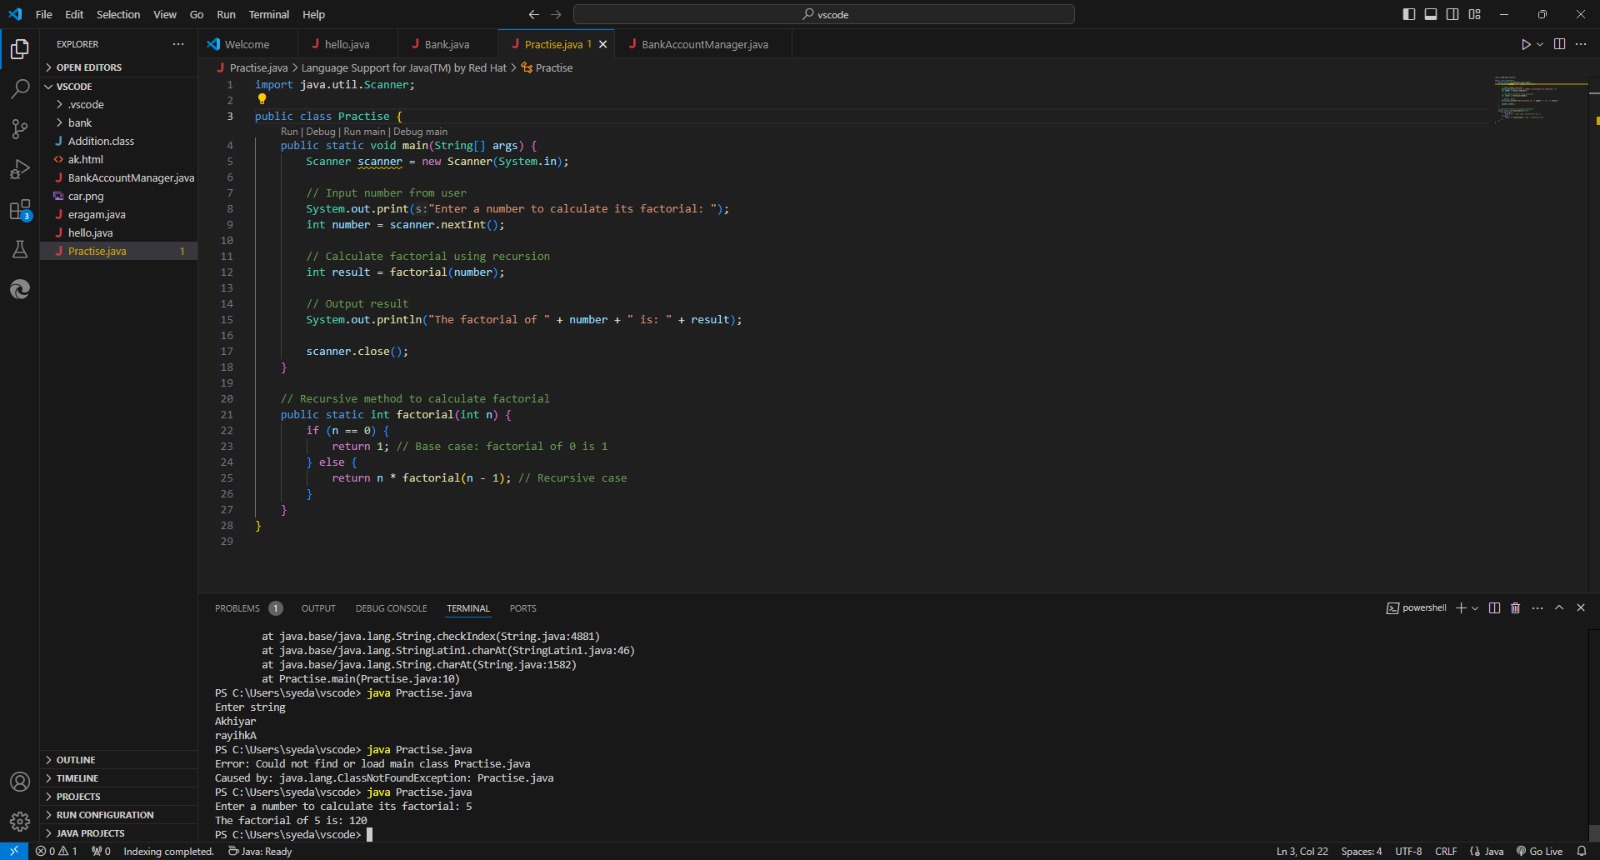 File Edit Selection View Go Run Terminal Help
vscode
EXPLORER
OPEN EDITORS
VSCODE
.vscode
bank
Addition.class
ak.html
BankAccountManager.java
car.png
eragam.java
hello.java
Practise.java 1
3
OUTLINE
TIMELINE
PROJECTS
RUN CONFIGURATION
JAVA PROJECTS
Welcome hello.java Bank.java Practise.java 1 BankAccountManager.java
Practise.java > Language Support for Java(TM) by Red Hat > Practise
1 import java.util.Scanner;
2
3 public class Practise {
Run | Debug | Run main | Debug main
4 public static void main(String[] args) {
5 Scanner scanner = new Scanner(System.in);
6
7 // Input number from user
8 System.out.print(s:"Enter a number to calculate its factorial: ");
9 int number = scanner.nextInt();
10
11 // Calculate factorial using recursion
12 int result = factorial(number);
13
14 // Output result
15 System.out.println("The factorial of " + number + " is: " + result);
16
17 scanner.close();
18 }
19
20 // Recursive method to calculate factorial
21 public static int factorial(int n) {
22 if (n == 0) {
23 return 1; // Base case: factorial of 0 is 1
24 } else {
25 return n * factorial(n - 1); // Recursive case
26 }
27 }
28 }
29
PROBLEMS 1 OUTPUT DEBUG CONSOLE TERMINAL PORTS
powershell
at java.base/java.lang.String.checkIndex(String.java:4881)
at java.base/java.lang.StringLatin1.charAt(StringLatin1.java:46)
at java.base/java.lang.String.charAt(String.java:1582)
at Practise.main(Practise.java:10)
PS C:\Users\syeda\vscode> java Practise.java
Enter string
Akhiyar
rayihkA
PS C:\Users\syeda\vscode> java Practise.java
Error: Could not find or load main class Practise.java
Caused by: java.lang.ClassNotFoundException: Practise.java
PS C:\Users\syeda\vscode> java Practise.java
Enter a number to calculate its factorial: 5
The factorial of 5 is: 120
PS C:\Users\syeda\vscode>
0 1 0 Indexing completed. Java: Ready
Ln 3, Col 22 Spaces: 4 UTF-8 CRLF Java Go Live